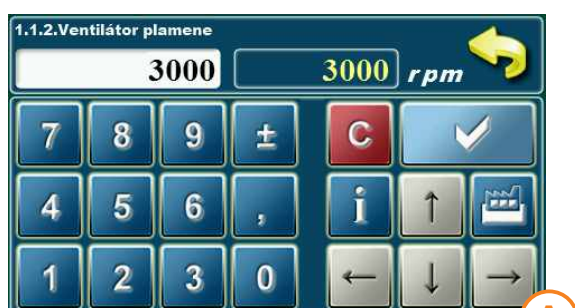 1.1.2.Ventilátor plamene
3000 3000 rpm
7 8 9 ± C
4 5 6 , i ↑
1 2 3 0 ← ↓ →